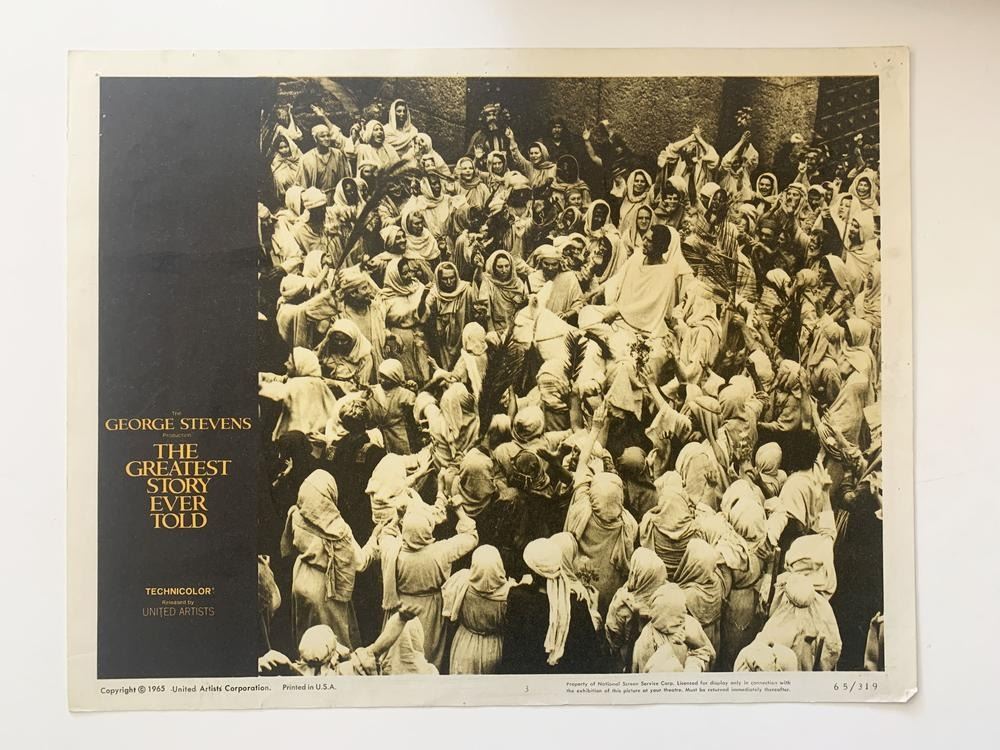 The
GEORGE STEVENS
Production
THE
GREATEST
STORY
EVER
TOLD
TECHNICOLOR®
Released by
UNITED ARTISTS
Copyright © 1965 United Artists Corporation. Printed in U.S.A.
3
Property of National Screen Service Corp. Licensed for display only in connection with
the exhibition of this picture at your theatre. Must be returned immediately thereafter.
65/319